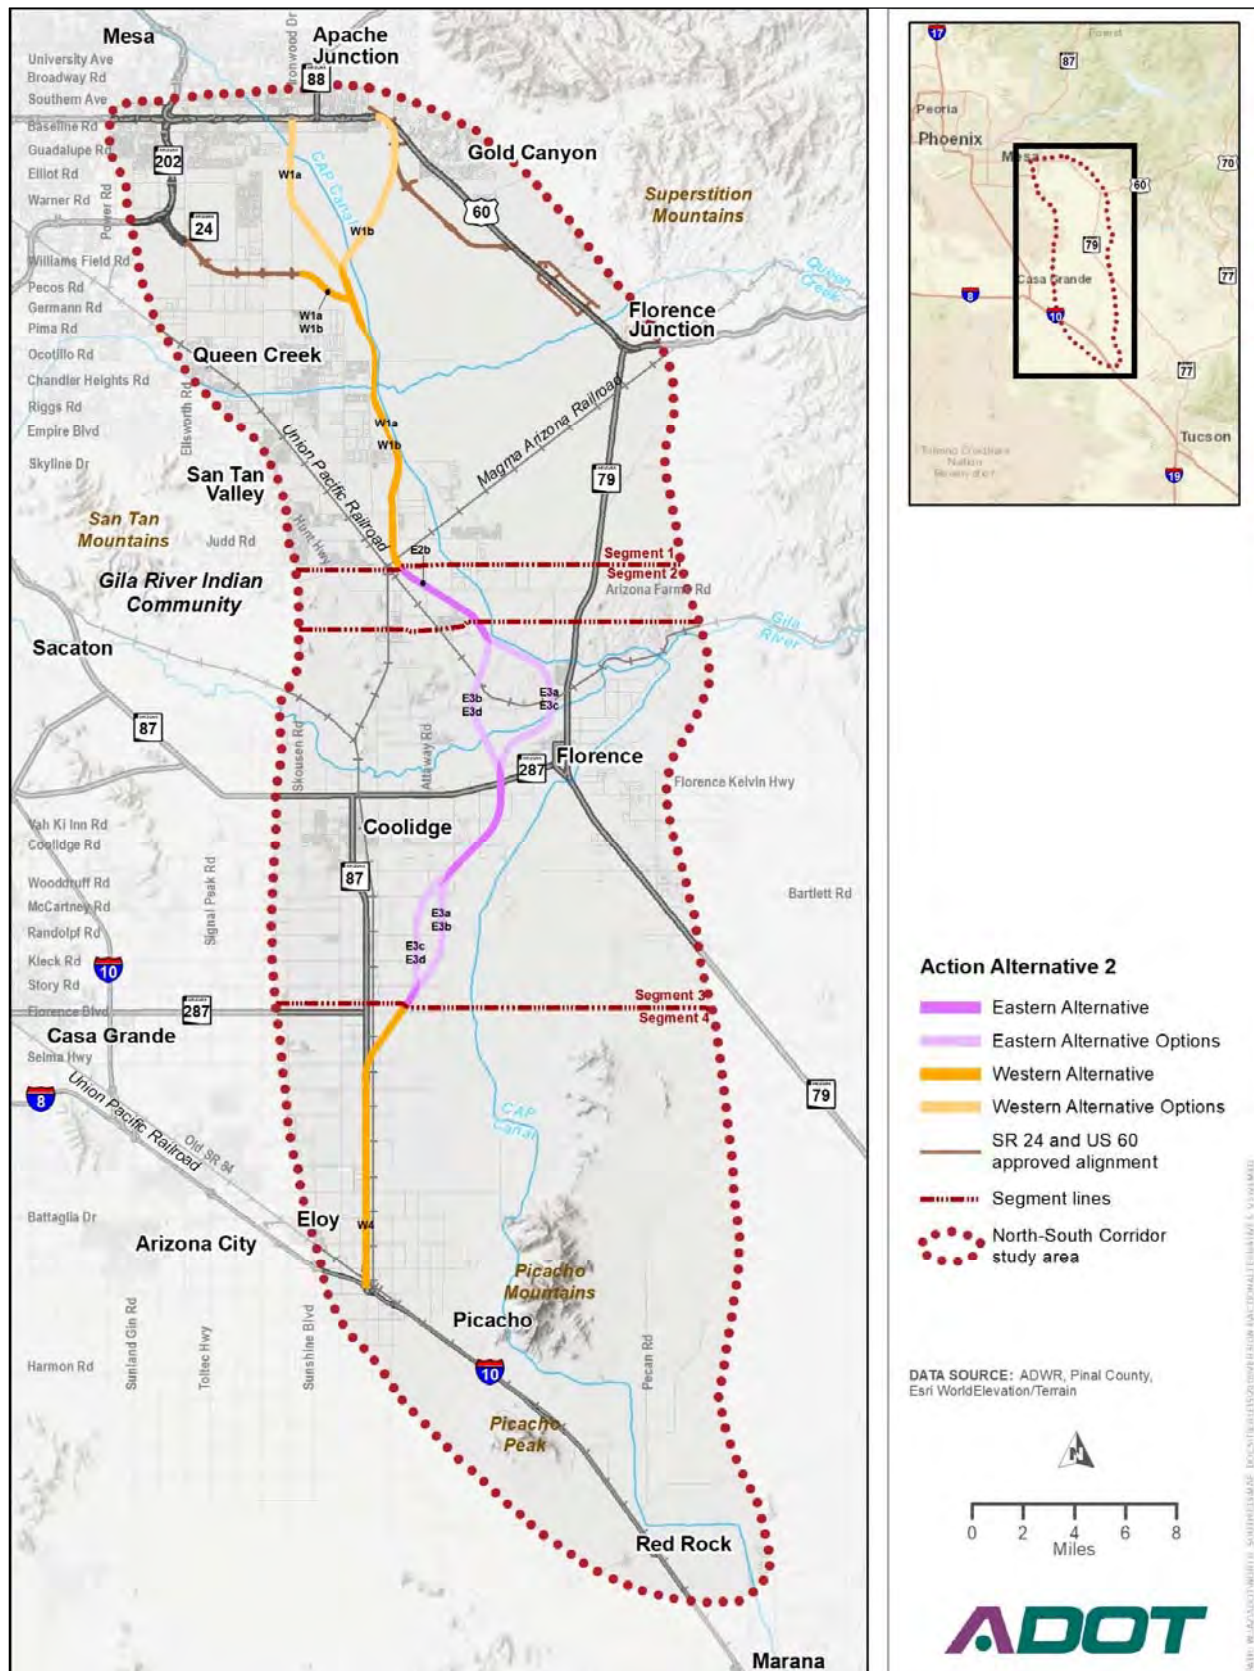 Mesa
Apache
Junction
Ironwood Dr
University Ave
Broadway Rd
Southern Ave
Baseline Rd
Guadalupe Rd
Elliot Rd
Warner Rd
Power Rd
Williams Field Rd
Pecos Rd
Germann Rd
Pima Rd
Ocotillo Rd
Chandler Heights Rd
Riggs Rd
Empire Blvd
Skyline Dr
88
202
24
60
W1a
CAP Canal
W1b
Gold Canyon
Superstition
Mountains
Queen
Creek
Florence
Junction
W1a
W1b
Queen Creek
Ellsworth Rd
W1a
W1b
Union Pacific Railroad
Magma Arizona Railroad
79
San Tan
Valley
San Tan
Mountains
Judd Rd
Hunt Hwy
E2b
Segment 1
Segment 2
Arizona Farms Rd
Gila River Indian
Community
Gila
River
Sacaton
E3b
E3d
E3a
E3c
87
Skousen Rd
Attaway Rd
287
Florence
Florence Kelvin Hwy
Coolidge
Vah Ki Inn Rd
Coolidge Rd
Wooddruff Rd
McCartney Rd
Randolpf Rd
Kleck Rd
Story Rd
Florence Blvd
Signal Peak Rd
87
Bartlett Rd
E3a
E3b
E3c
E3d
10
287
Segment 3
Segment 4
Casa Grande
Selma Hwy
8
Union Pacific Railroad
Old SR 84
CAP
Canal
79
Battaglia Dr
Eloy
W4
Arizona City
Picacho
Mountains
Picacho
Sunland Gin Rd
Toltec Hwy
Sunshine Blvd
Pecan Rd
Harmon Rd
10
Picacho
Peak
Red Rock
Marana
17
Forest
87
Peoria
Phoenix
Mesa
70
60
79
77
Casa Grande
8
10
77
Tucson
19
Action Alternative 2
Eastern Alternative
Eastern Alternative Options
Western Alternative
Western Alternative Options
SR 24 and US 60
approved alignment
Segment lines
North-South Corridor
study area
DATA SOURCE: ADWR, Pinal County,
Esri WorldElevation/Terrain
N
0 2 4 6 8
Miles
ADOT